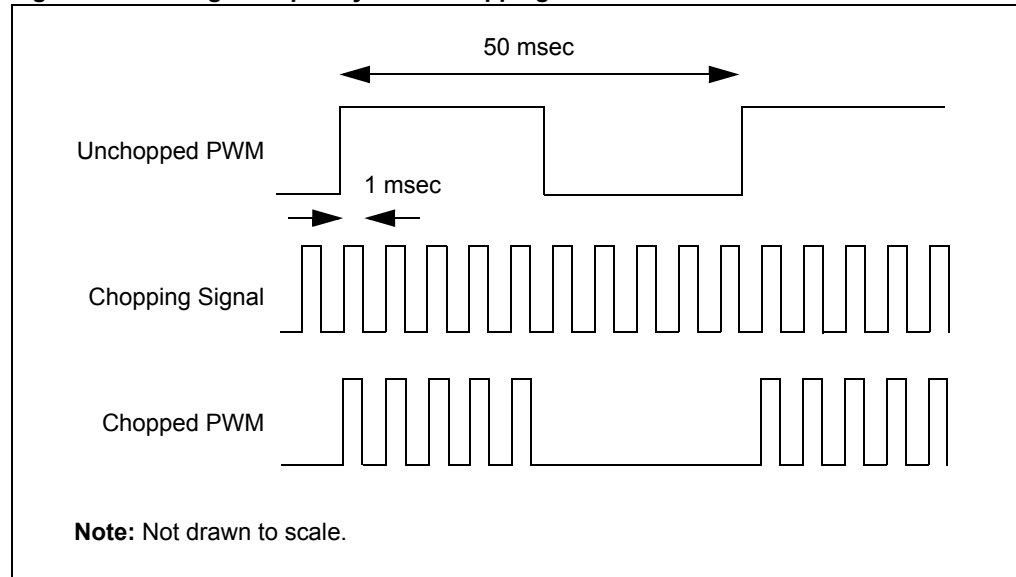 50 msec
Unchopped PWM
1 msec
Chopping Signal
Chopped PWM
Note: Not drawn to scale.